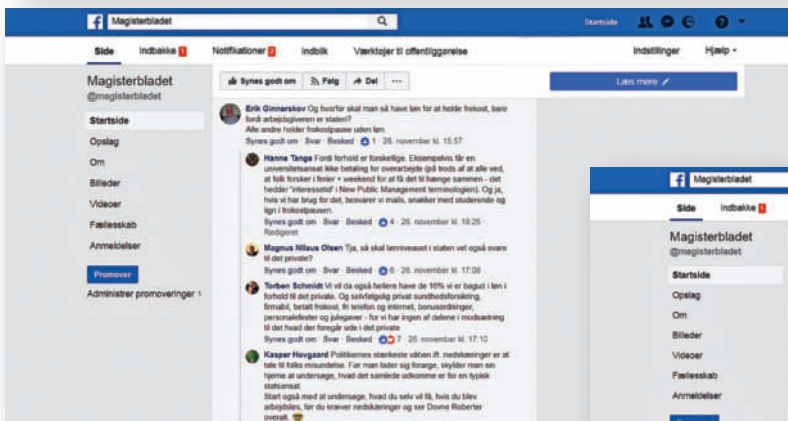 Magisterbladet
Startside
Side Indbakke 1 Notifikationer 2 Indblik Værktøjer til offentliggørelse Indstillinger Hjælp
Magisterbladet
@magisterbladet
Startside
Opslag
Om
Billeder
Videoer
Fællesskab
Anmeldelser
Promover
Administrer promoveringer 1
Synes godt om Følg Del ...
Læs mere
Erik Ginnerskov Og hvorfor skal man så have løn for at holde frokost, bare
fordi arbejdsgiveren er staten?
Alle andre holder frokostpause uden løn.
Synes godt om · Svar · Besked · 1 · 26. november kl. 15:57
Hanne Tange Fordi forhold er forskellige. Eksempelvis får en
universitetsansat ikke betaling for overarbejde (på trods af at alle ved,
at folk forsker i ferier + weekend for at få det til hænge sammen - det
hedder "interessetid" i New Public Management terminologien). Og ja,
hvis vi har brug for det, besvarer vi mails, snakker med studerende og
lign i frokostpausen.
Synes godt om · Svar · Besked · 4 · 26. november kl. 18:26 ·
Redigeret
Magnus Nilaus Olsen Tja, så skal lønniveauet i staten vel også svare
til det private?
Synes godt om · Svar · Besked · 6 · 26. november kl. 17:08
Torben Schmidt Vi vil da også hellere have de 16% vi er bagud i løn i
forhold til det private. Og selvfølgelig privat sundhedsforsikring,
firmabil, betalt frokost, fri telefon og internet, bonusordninger,
personalefester og julegaver - for vi har ingen af delene i modsætning
til det hvad der foregår ude i det private
Synes godt om · Svar · Besked · 7 · 26. november kl. 17:10
Kasper Hovgaard Politikernes stærkeste våben ift. nedskæringer er at
tale til folks misundelse. Før man lader sig forarge, skylder man sin
hjerne at undersøge, hvad det samlede udkomme er for en typisk
statsansat.
Start også med at undersøge, hvad du selv vil få, hvis du blev
arbejdsløs, før du kræver nedskæringer og ser Dovne Roberter
overalt.
Magisterbladet
Side Indbakke 1
Magisterbladet
@magisterbladet
Startside
Opslag
Om
Billeder
Videoer
Fællesskab
Anmeldelser